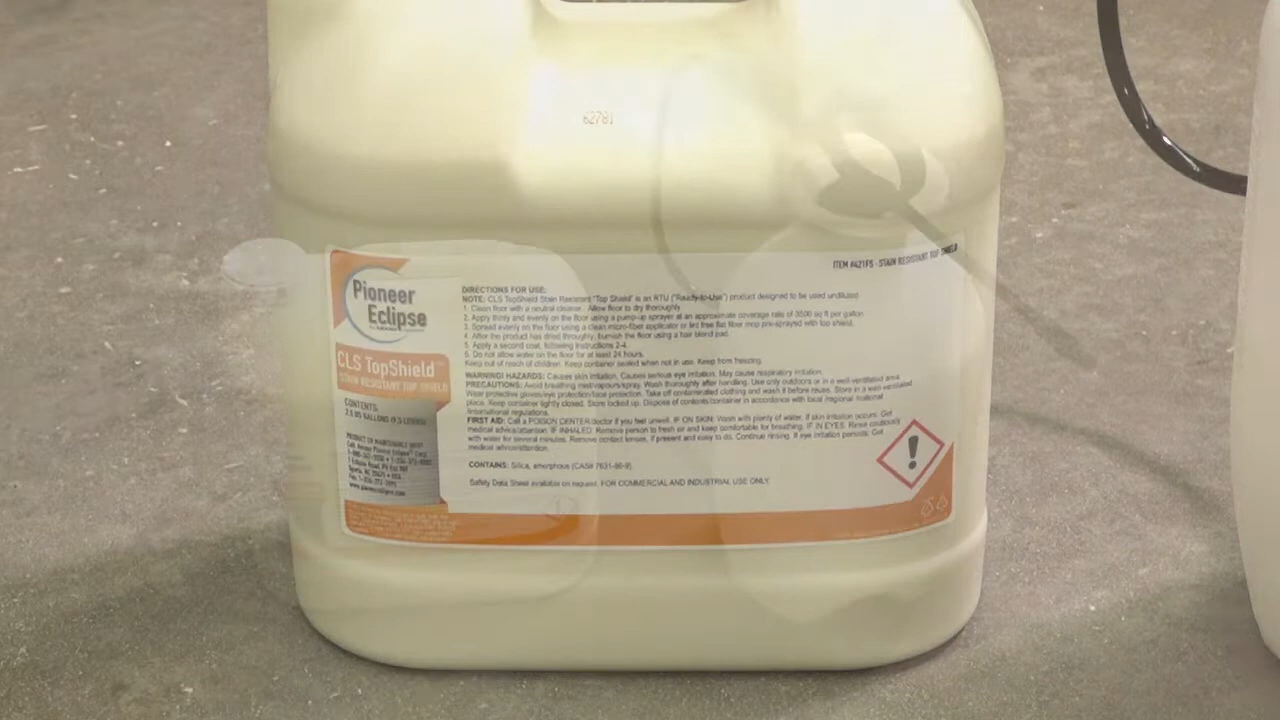 62781
ITEM #421FS - STAIN RESISTANT TOP SHIELD
Pioneer
Eclipse
CLS TopShield
STAIN RESISTANT TOP SHIELD
CONTENTS:
2.5 US GALLONS (9.5 LITERS)
DIRECTIONS FOR USE:
NOTE: CLS TopShield Stain Resistant "Top Shield" is an RTU ("Ready-to-Use") product designed to be used undiluted.
1. Clean floor with a neutral cleaner. Allow floor to dry thoroughly.
2. Apply thinly and evenly on the floor using a pump-up sprayer at an approximate coverage rate of 3500 sq ft per gallon.
3. Spread evenly on the floor using a clean micro-fiber applicator or lint free flat floor mop pre-sprayed with top shield.
4. After the product has dried throughly, burnish the floor using a hair blend pad.
5. Apply a second coat, following instructions 2-4.
6. Do not allow water on the floor for at least 24 hours.
Keep out of reach of children. Keep container sealed when not in use. Keep from freezing.
WARNING! HAZARDS: Causes skin irritation. Causes serious eye irritation. May cause respiratory irritation.
PRECAUTIONS: Avoid breathing mist/vapours/spray. Wash thoroughly after handling. Use only outdoors or in a well-ventilated area.
Wear protective gloves/eye protection/face protection. Take off contaminated clothing and wash it before reuse. Store in a well-ventilated
place. Keep container tightly closed. Store locked up. Dispose of contents/container in accordance with local /regional /national
/international regulations.
FIRST AID: Call a POISON CENTER/doctor if you feel unwell. IF ON SKIN: Wash with plenty of water. If skin irritation occurs: Get
medical advice/attention. IF INHALED: Remove person to fresh air and keep comfortable for breathing. IF IN EYES: Rinse cautiously
with water for several minutes. Remove contact lenses, if present and easy to do. Continue rinsing. If eye irritation persists: Get
medical advice/attention.
CONTAINS: Silica, amorphous (CAS# 7631-86-9)
Safety Data Sheet available on request. FOR COMMERCIAL AND INDUSTRIAL USE ONLY.